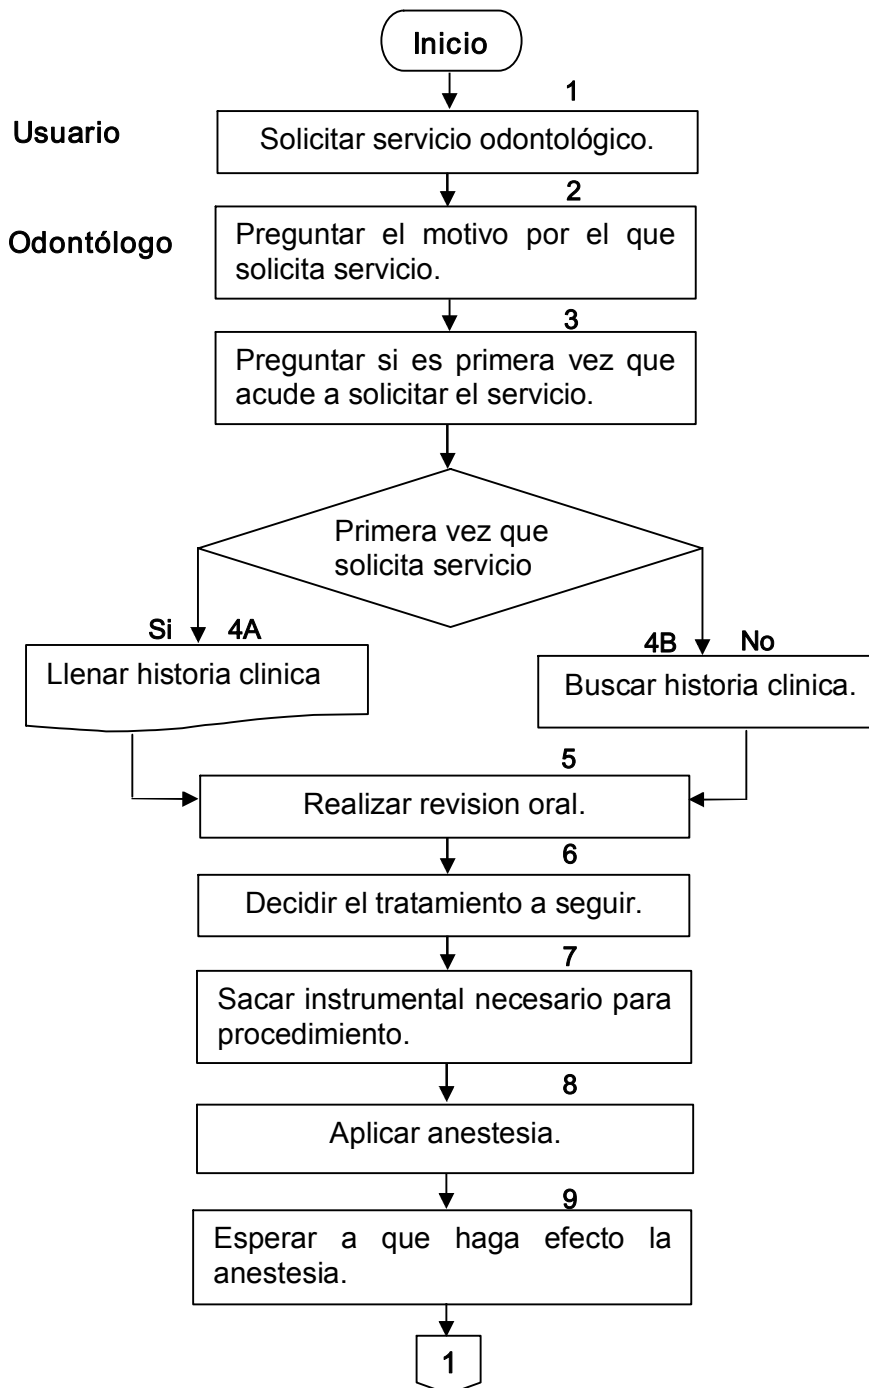 Inicio
1
Usuario
Solicitar servicio odontológico.
2
Odontólogo
Preguntar el motivo por el que
solicita servicio.
3
Preguntar si es primera vez que
acude a solicitar el servicio.
Primera vez que
solicita servicio
Si 4A
4B No
Llenar historia clinica
Buscar historia clinica.
5
Realizar revision oral.
6
Decidir el tratamiento a seguir.
7
Sacar instrumental necesario para
procedimiento.
8
Aplicar anestesia.
9
Esperar a que haga efecto la
anestesia.
1